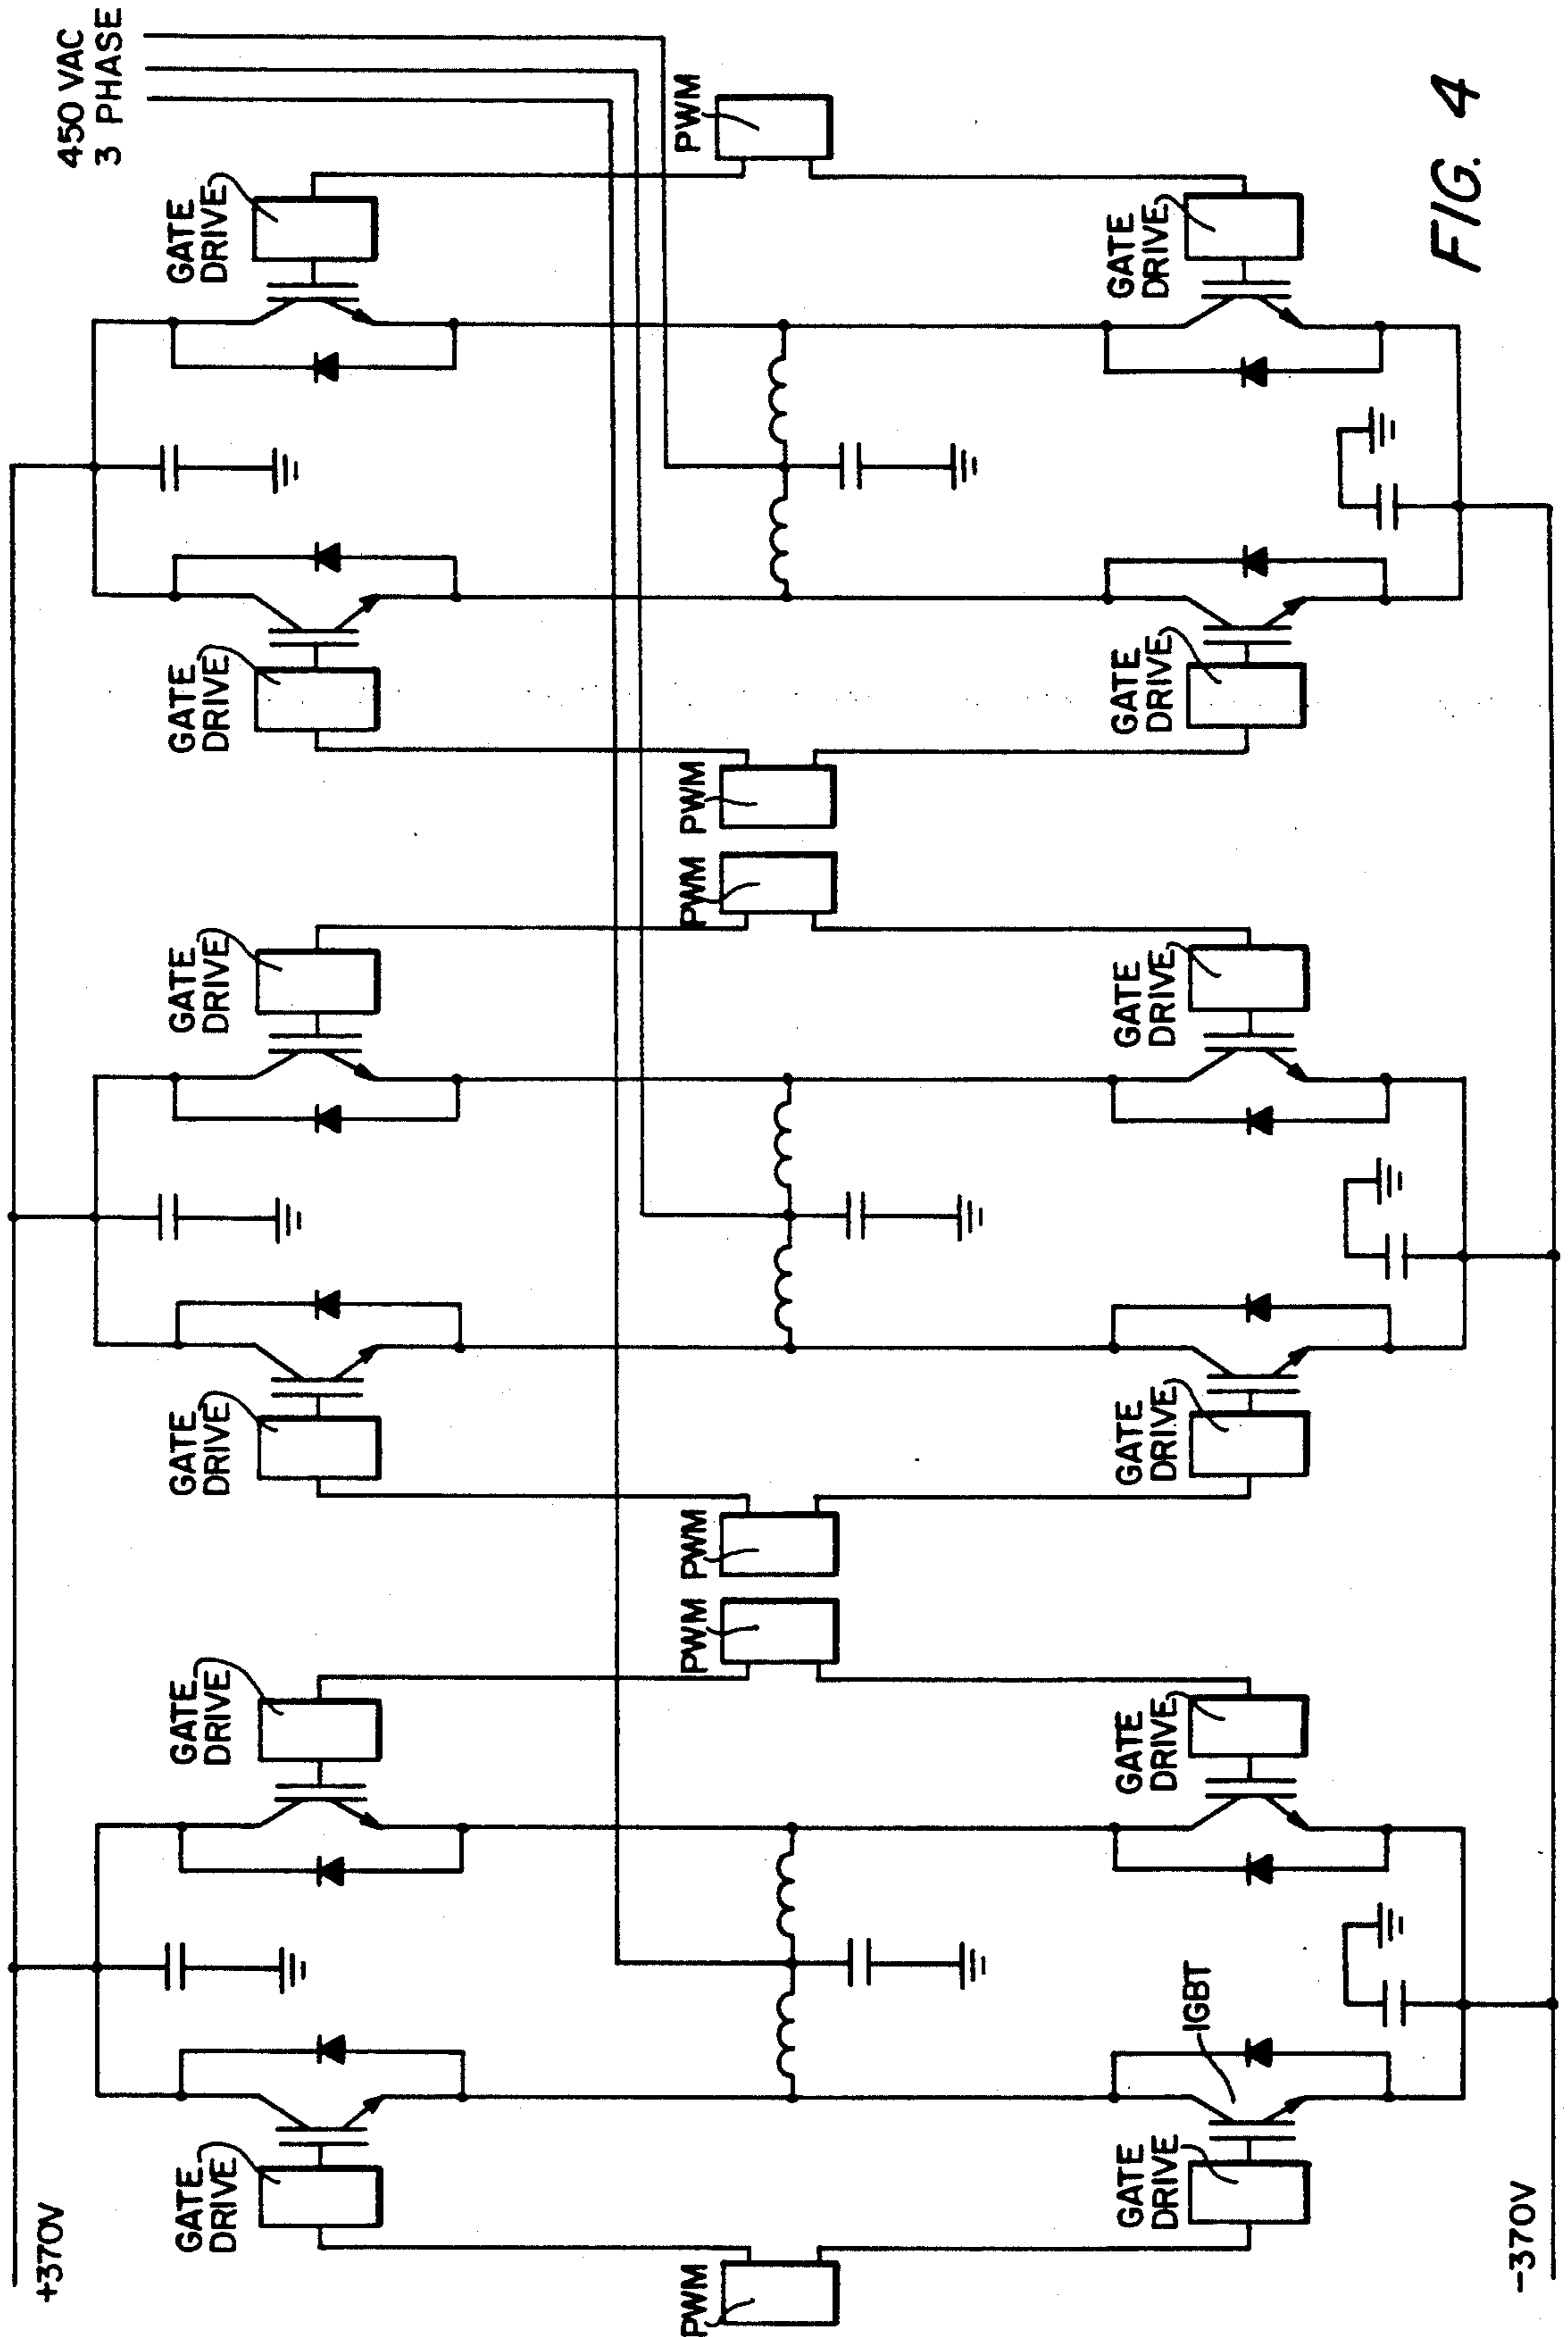 +370V
450 VAC
3 PHASE
GATE
DRIVE
GATE
DRIVE
GATE
DRIVE
GATE
DRIVE
GATE
DRIVE
GATE
DRIVE
PWM
PWM
PWM
PWM
PWM
PWM
GATE
DRIVE
IGBT
GATE
DRIVE
GATE
DRIVE
GATE
DRIVE
GATE
DRIVE
GATE
DRIVE
-370V
FIG. 4